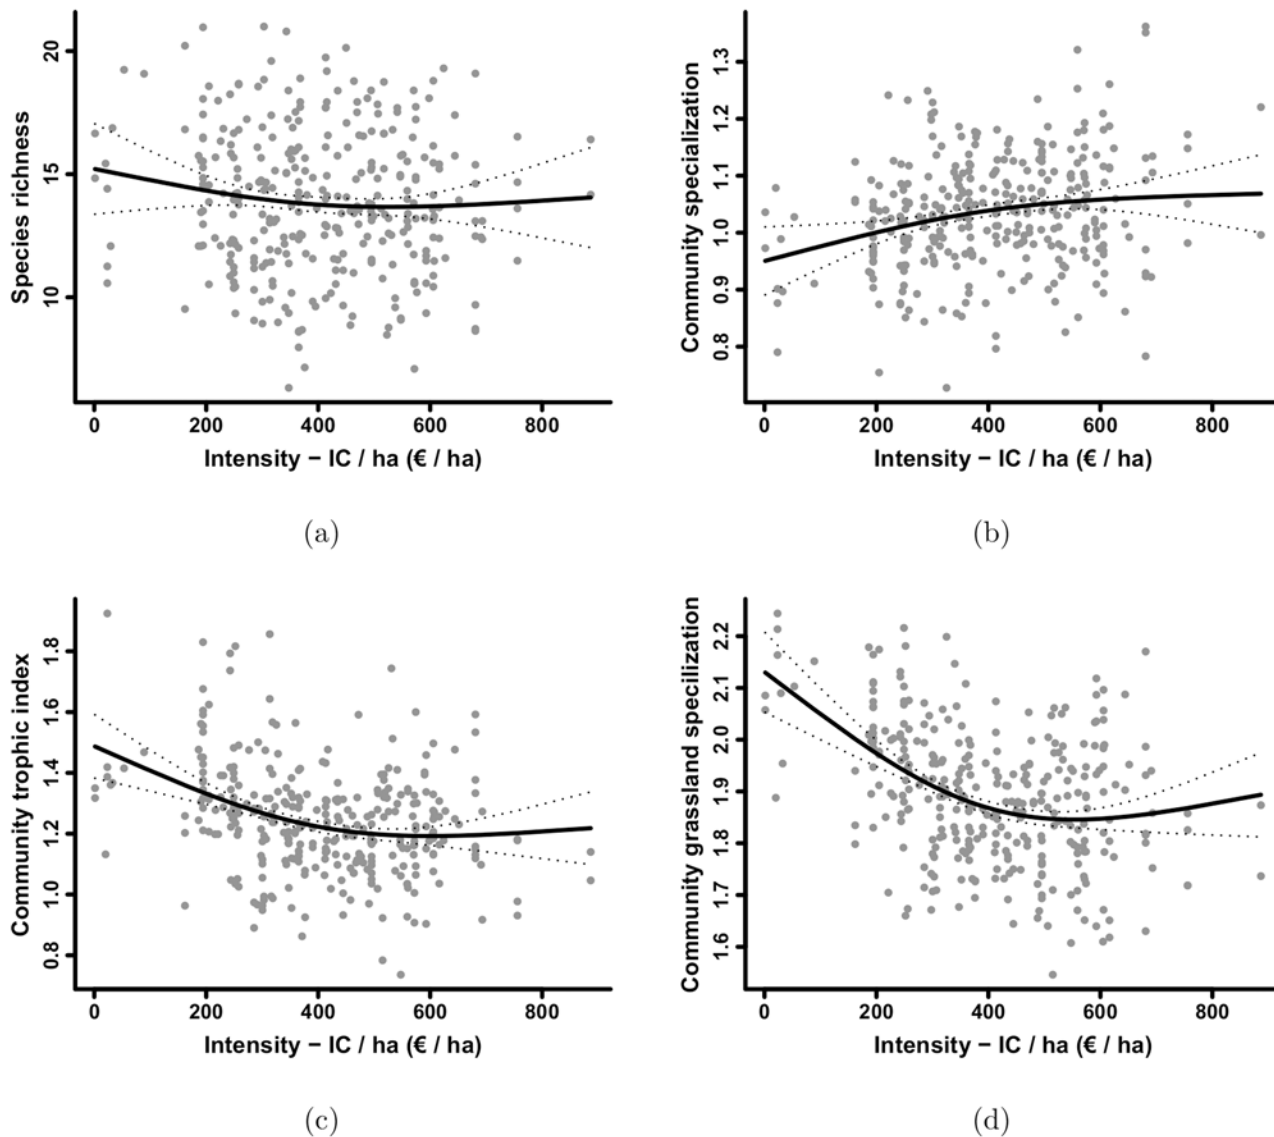 Species richness
20
15
10
0 200 400 600 800
Intensity − IC / ha (€ / ha)
(a)
Community specialization
1.3
1.2
1.1
1.0
0.9
0.8
0 200 400 600 800
Intensity − IC / ha (€ / ha)
(b)
Community trophic index
1.8
1.6
1.4
1.2
1.0
0.8
0 200 400 600 800
Intensity − IC / ha (€ / ha)
(c)
Community grassland specilization
2.2
2.1
2.0
1.9
1.8
1.7
1.6
0 200 400 600 800
Intensity − IC / ha (€ / ha)
(d)